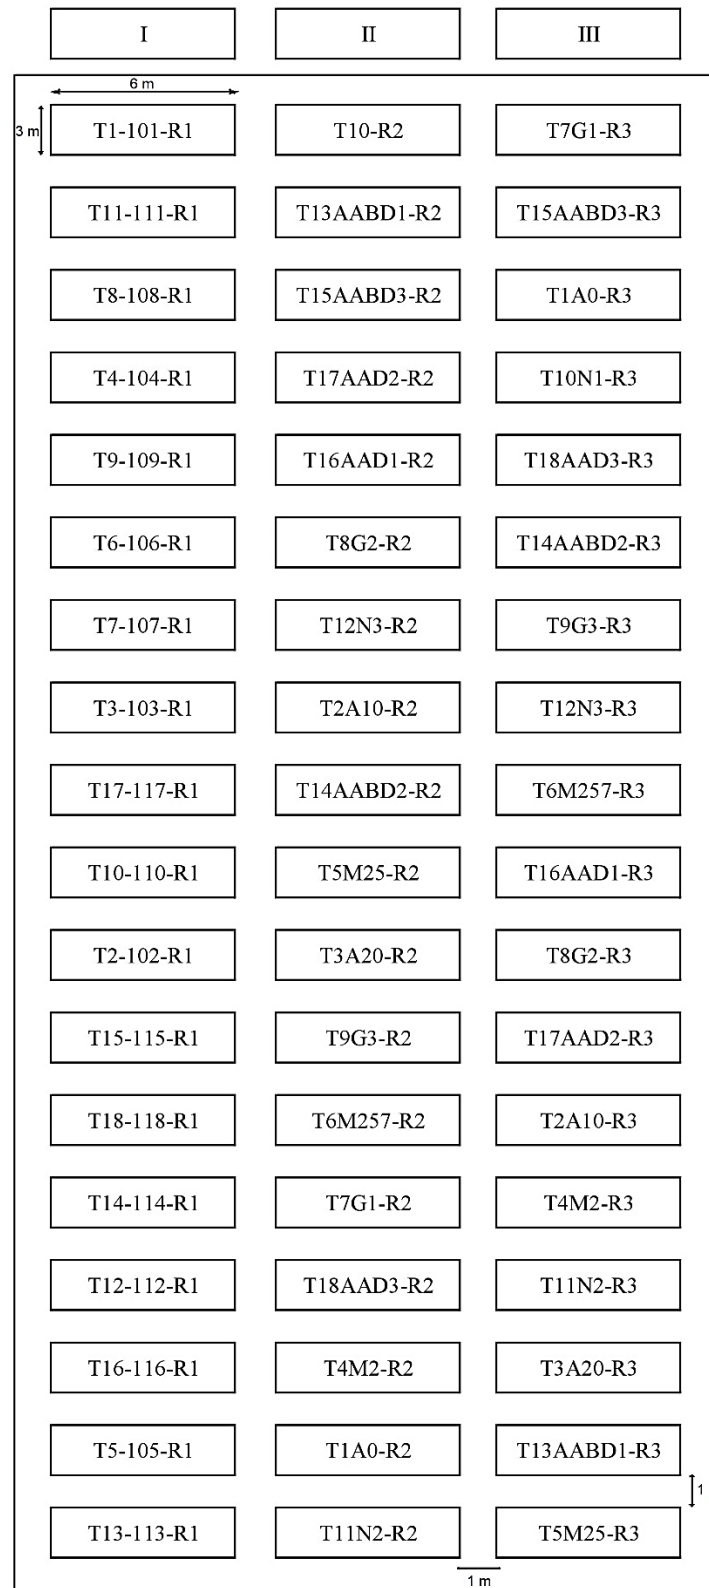 I II III
6 m
3 m
T1-101-R1 T10-R2 T7G1-R3
T11-111-R1 T13AABD1-R2 T15AABD3-R3
T8-108-R1 T15AABD3-R2 T1A0-R3
T4-104-R1 T17AAD2-R2 T10N1-R3
T9-109-R1 T16AAD1-R2 T18AAD3-R3
T6-106-R1 T8G2-R2 T14AABD2-R3
T7-107-R1 T12N3-R2 T9G3-R3
T3-103-R1 T2A10-R2 T12N3-R3
T17-117-R1 T14AABD2-R2 T6M257-R3
T10-110-R1 T5M25-R2 T16AAD1-R3
T2-102-R1 T3A20-R2 T8G2-R3
T15-115-R1 T9G3-R2 T17AAD2-R3
T18-118-R1 T6M257-R2 T2A10-R3
T14-114-R1 T7G1-R2 T4M2-R3
T12-112-R1 T18AAD3-R2 T11N2-R3
T16-116-R1 T4M2-R2 T3A20-R3
T5-105-R1 T1A0-R2 T13AABD1-R3
1
T13-113-R1 T11N2-R2 T5M25-R3
1 m